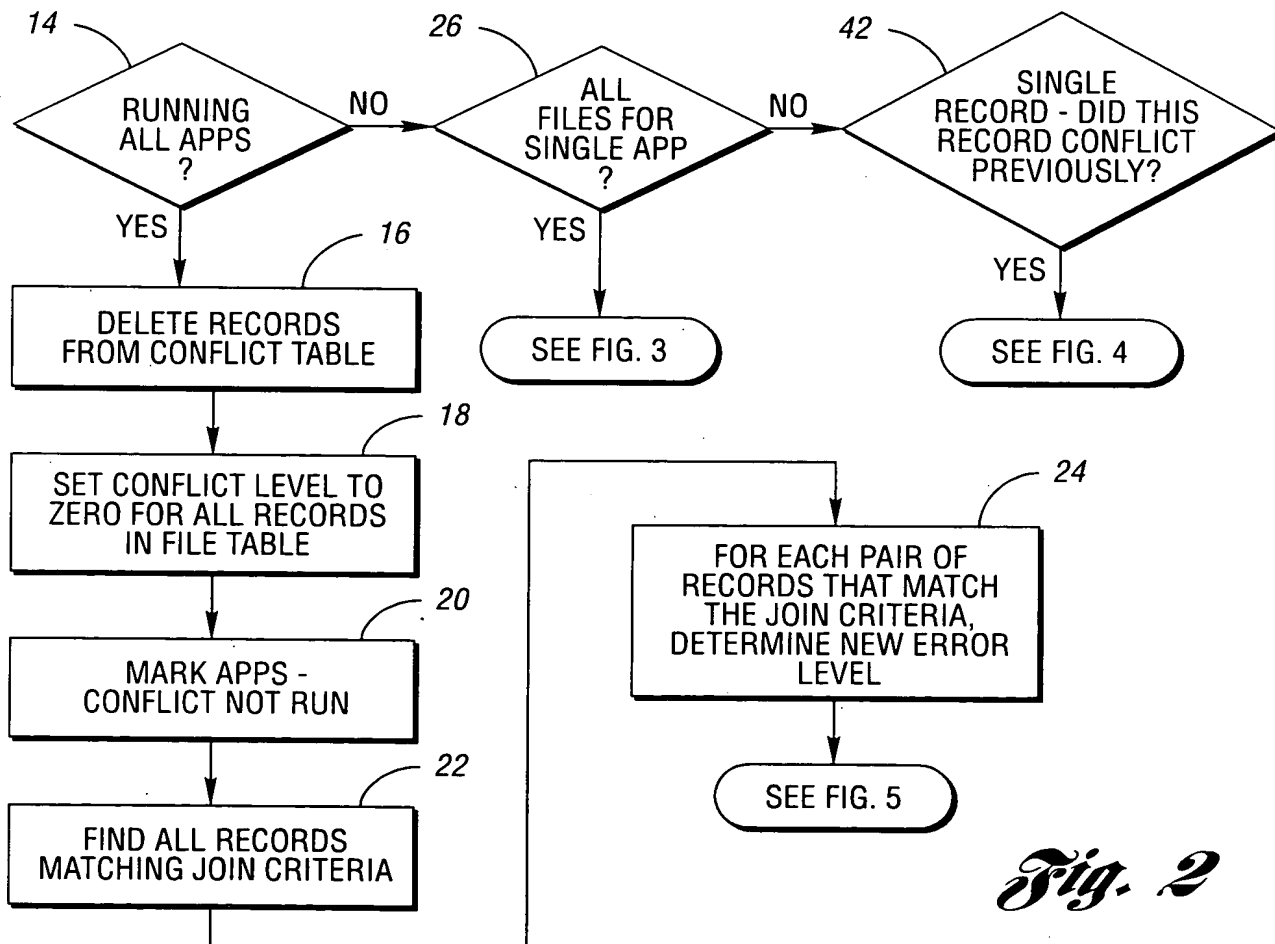 14
RUNNING
ALL APPS
?
NO
YES
26
ALL
FILES FOR
SINGLE APP
?
NO
YES
SEE FIG. 3
42
SINGLE
RECORD - DID THIS
RECORD CONFLICT
PREVIOUSLY?
YES
SEE FIG. 4
16
DELETE RECORDS
FROM CONFLICT TABLE
18
SET CONFLICT LEVEL TO
ZERO FOR ALL RECORDS
IN FILE TABLE
20
MARK APPS -
CONFLICT NOT RUN
22
FIND ALL RECORDS
MATCHING JOIN CRITERIA
24
FOR EACH PAIR OF
RECORDS THAT MATCH
THE JOIN CRITERIA,
DETERMINE NEW ERROR
LEVEL
SEE FIG. 5
Fig. 2